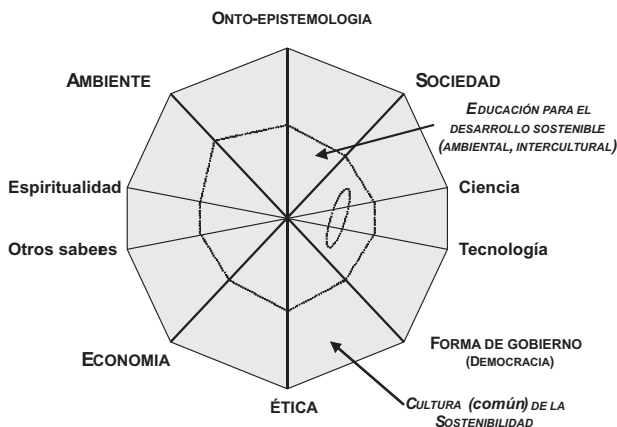 ONTO-EPISTEMOLOGIA
AMBIENTE
SOCIEDAD
EDUCACIÓN PARA EL
DESARROLLO SOSTENIBLE
(AMBIENTAL, INTERCULTURAL)
Espiritualidad
Ciencia
Otros saberes
Tecnología
ECONOMIA
FORMA DE GOBIERNO
(DEMOCRACIA)
ÉTICA
CULTURA (común) DE LA
SOSTENIBILIDAD